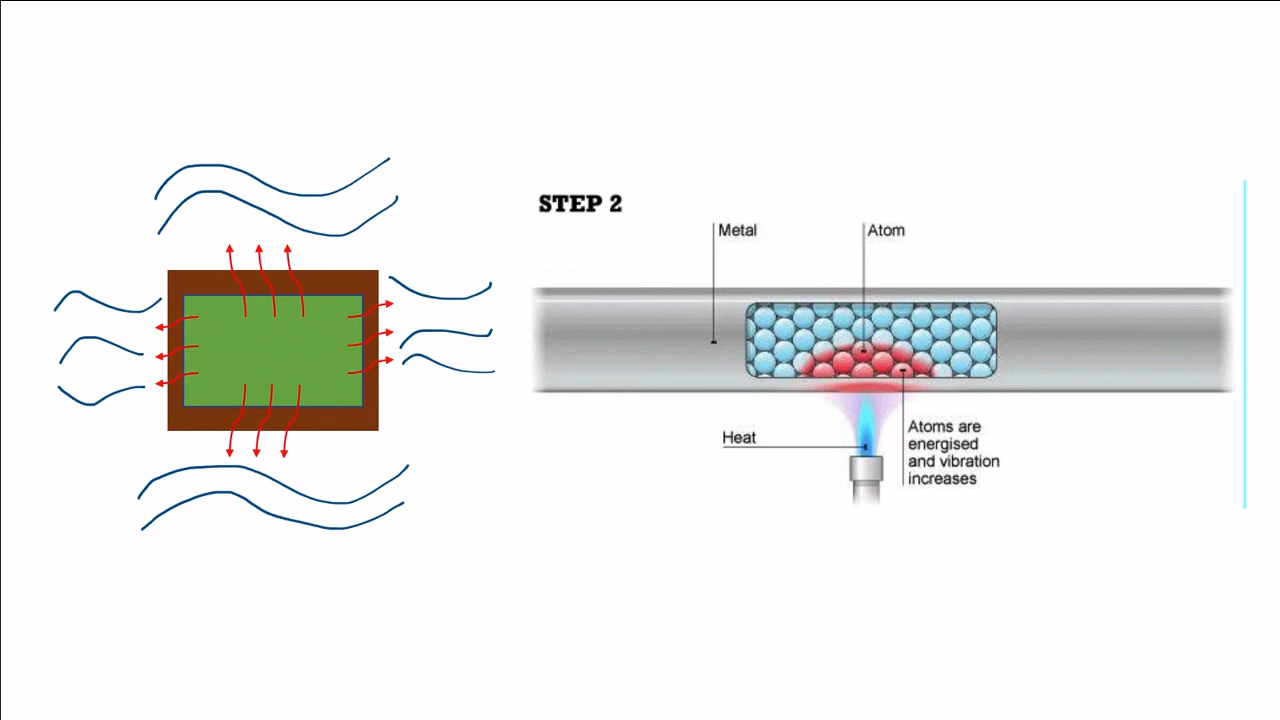 STEP 2
Metal
Atom
Heat
Atoms are
energised
and vibration
increases